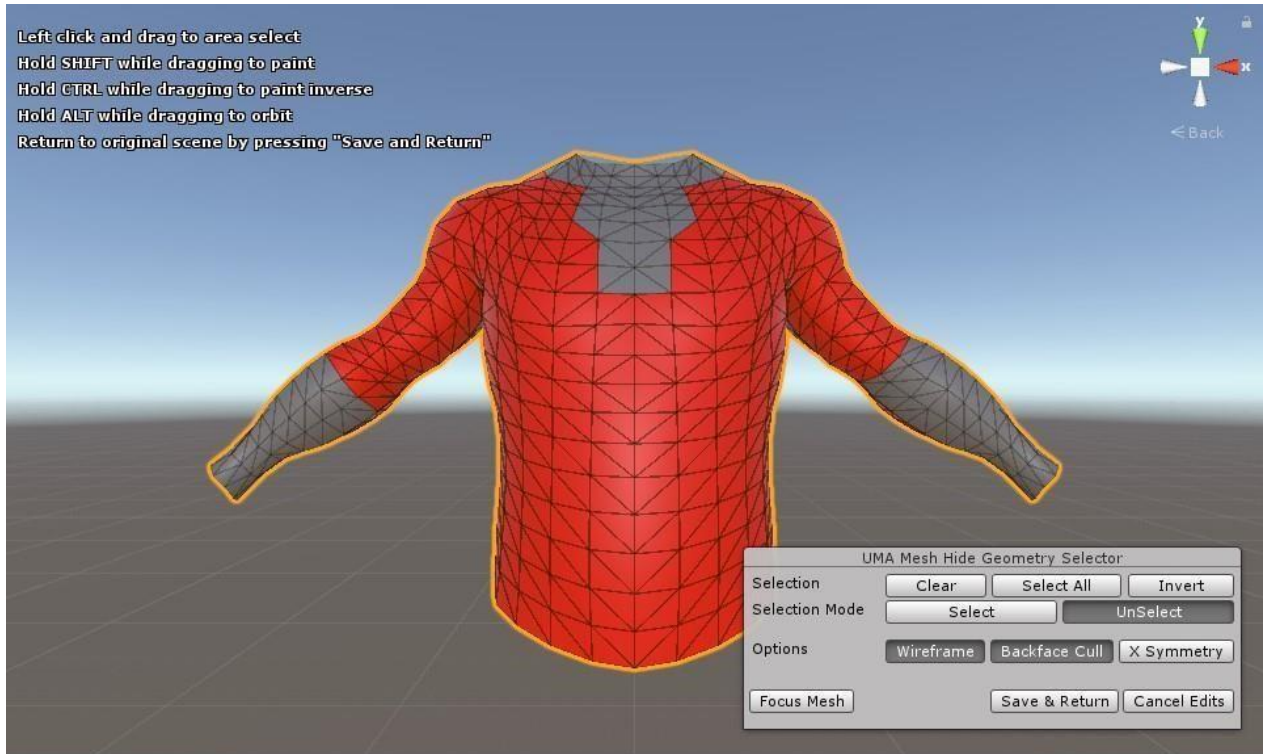 Left click and drag to area select
Hold SHIFT while dragging to paint
Hold CTRL while dragging to paint inverse
Hold ALT while dragging to orbit
Return to original scene by pressing "Save and Return"
y
x
<Back
UMA Mesh Hide Geometry Selector
Selection Clear Select All Invert
Selection Mode Select UnSelect
Options Wireframe Backface Cull X Symmetry
Focus Mesh Save & Return Cancel Edits